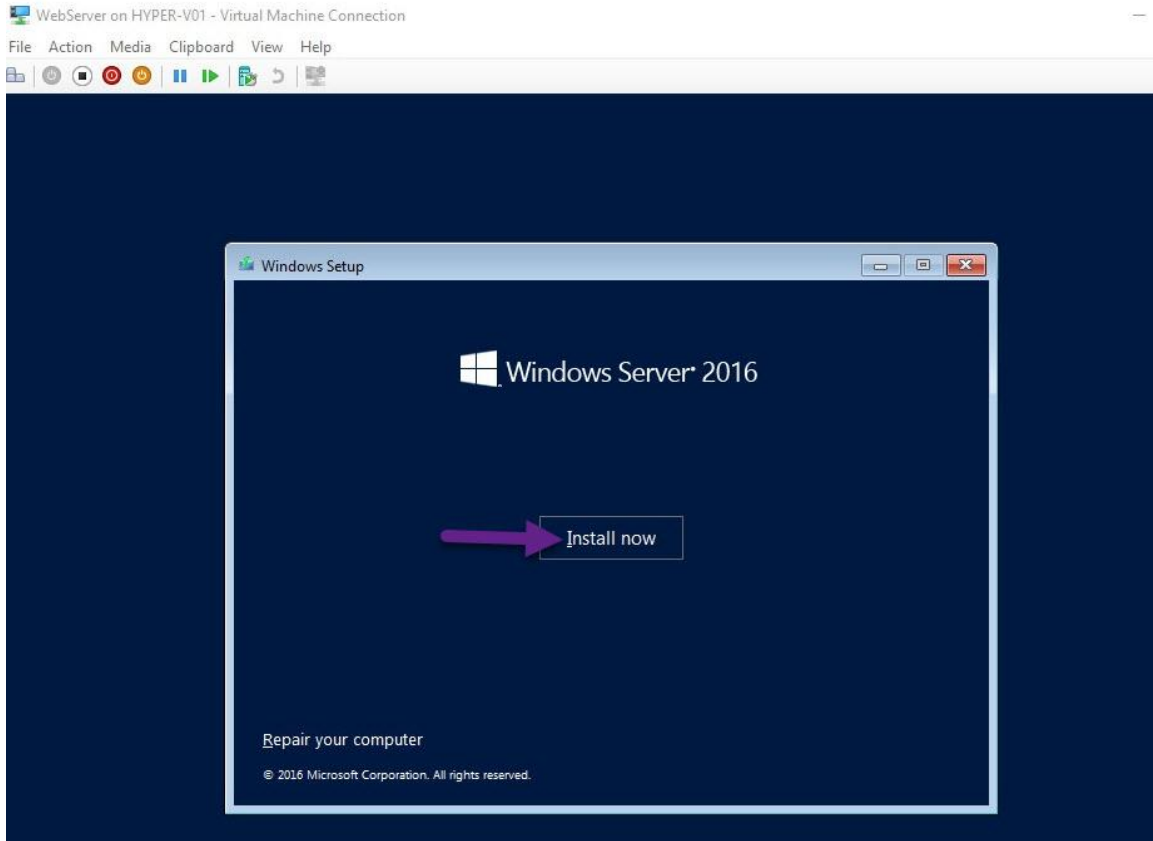 WebServer on HYPER-V01 - Virtual Machine Connection
File Action Media Clipboard View Help
Windows Setup
Windows Server 2016
Install now
Repair your computer
© 2016 Microsoft Corporation. All rights reserved.